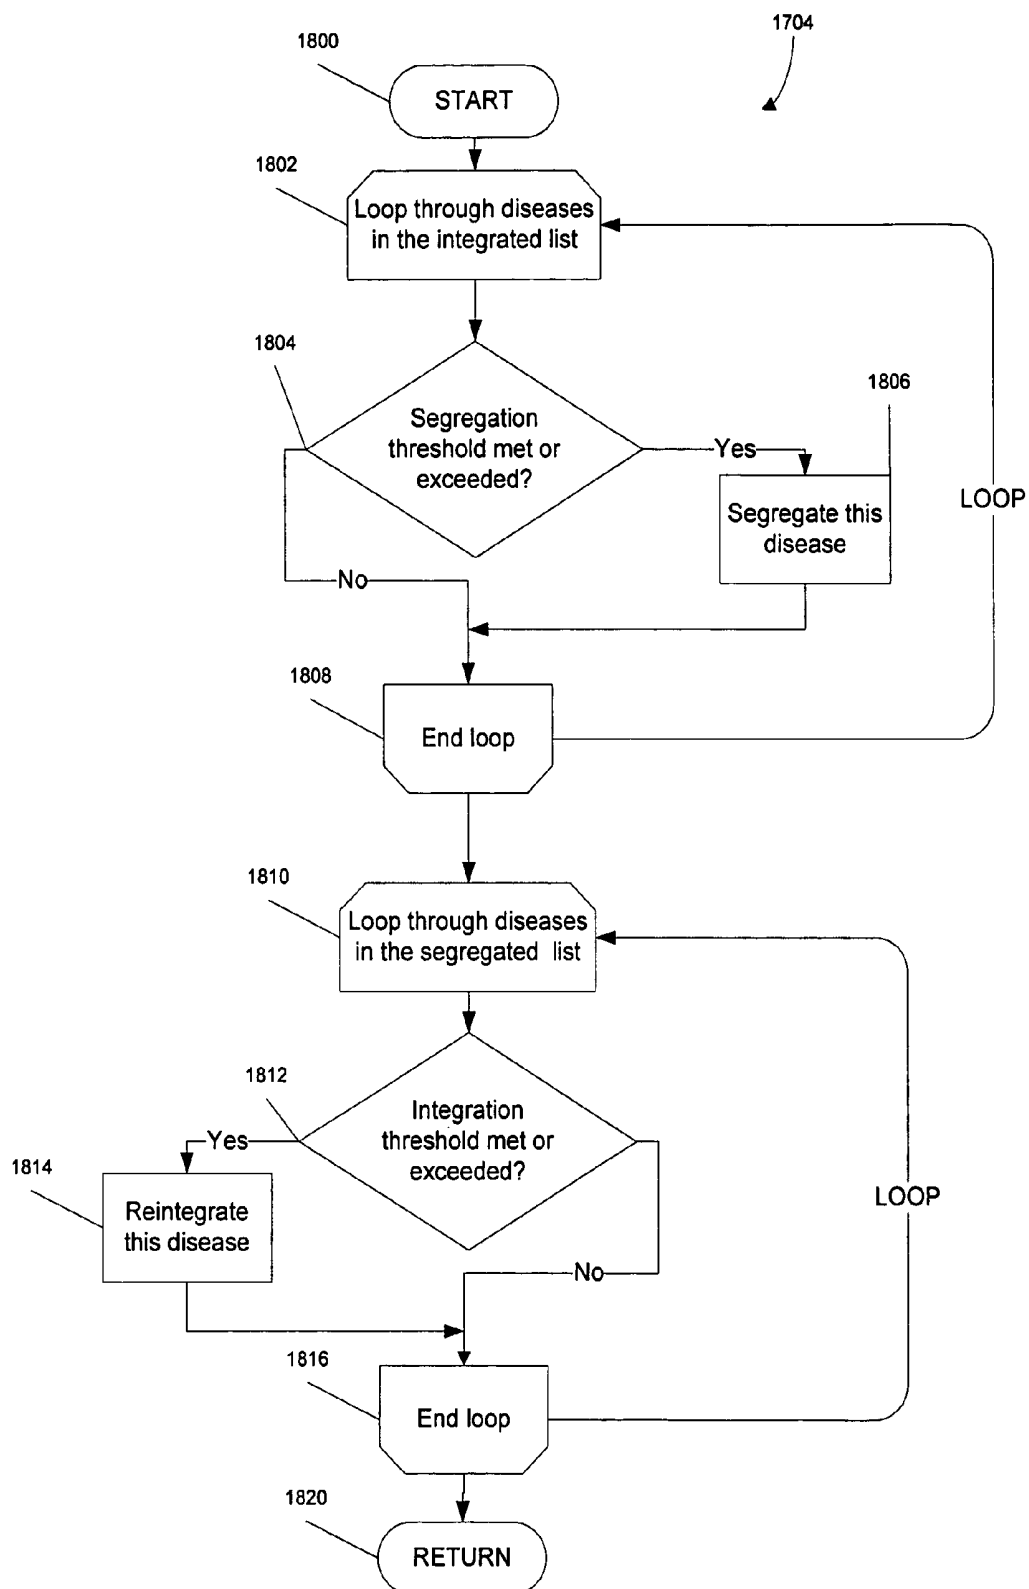 1704
1800
START
1802
Loop through diseases
in the integrated list
1804
Segregation
threshold met or
exceeded?
Yes
1806
Segregate this
disease
LOOP
No
1808
End loop
1810
Loop through diseases
in the segregated list
1812
Integration
threshold met or
exceeded?
Yes
1814
Reintegrate
this disease
LOOP
No
1816
End loop
1820
RETURN